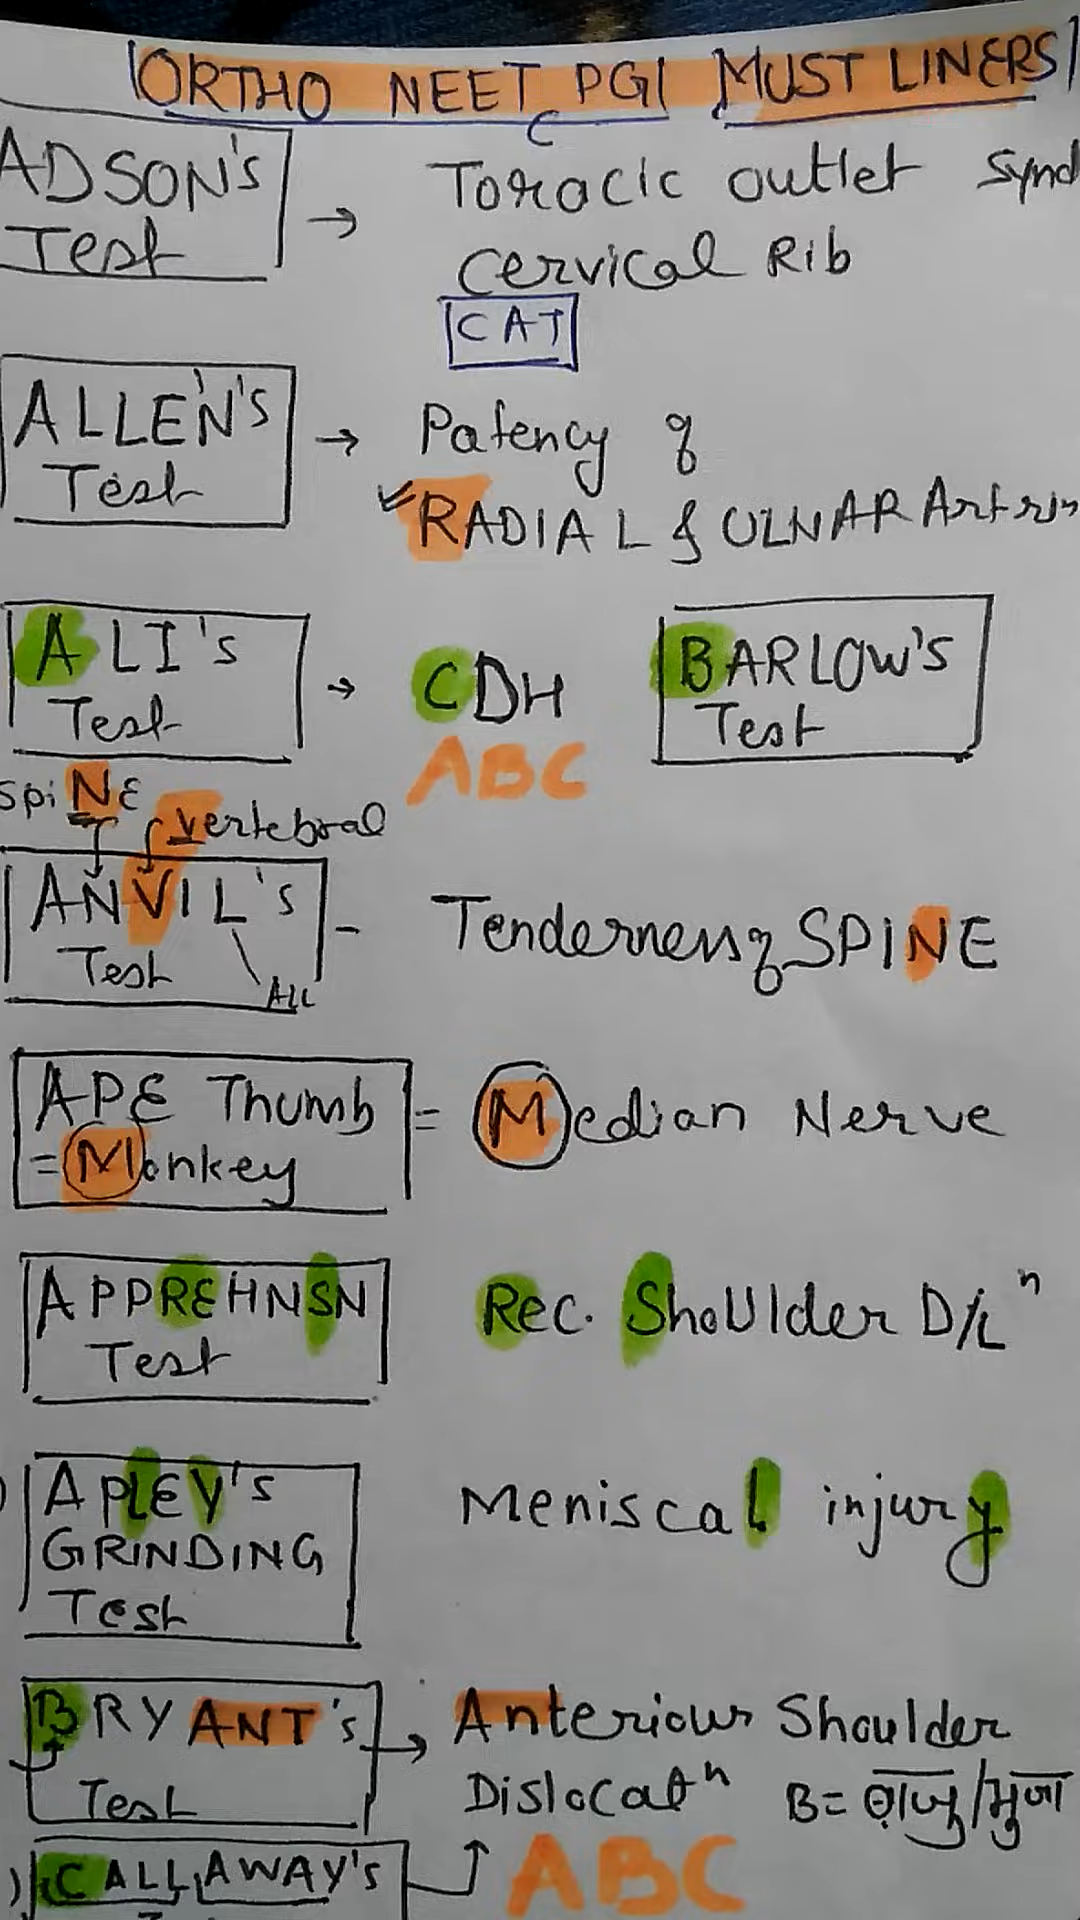 ORTHO NEET PGI MUST LINERS
ADSON's Test → Toracic outlet Synd
Cervical Rib
CAT
ALLEN's Test → Patency of
RADIAL & ULNAR
ALI's Test → CDH
ABC
BARLOW'S Test
SpiNE
vertebral
ANVIL's Test - Tenderness of SPINE
ALL
APE Thumb = Median Nerve
= Monkey
APPREHNSN Test
Rec. Shoulder D/Lⁿ
APLEY's GRINDING Test
Meniscal injury
BRYANT's Test → Anteriour Shoulder
Dislocatⁿ B= बाजु/भुजा
CALLAWAY's
ABC